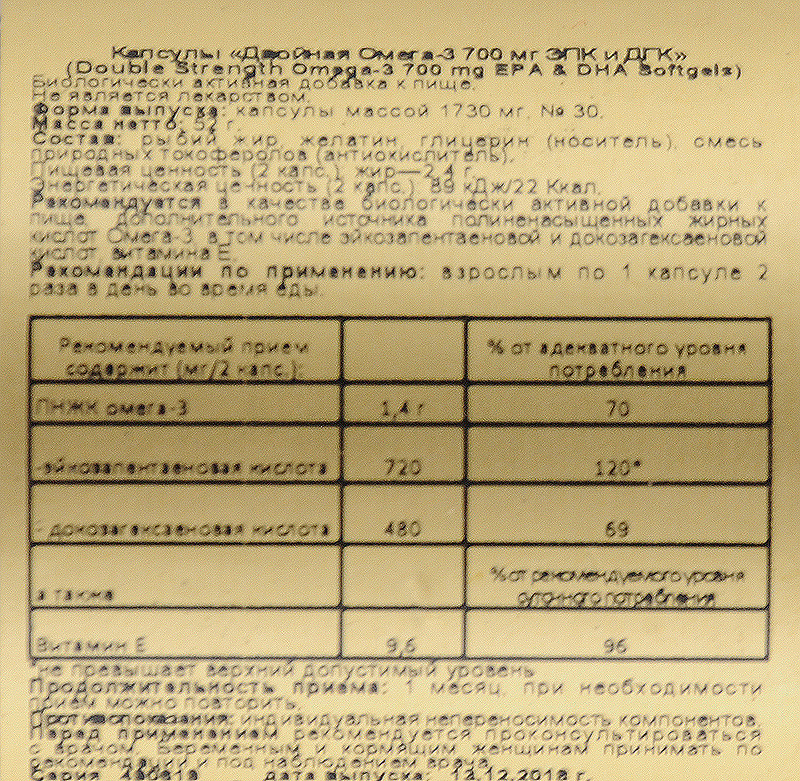 Капсулы «Двойная Омега-3 700 мг ЭПК и ДГК»
(Double Strength Omega-3 700 mg EPA & DHA Softgels)
Биологически активная добавка к пище.
Не является лекарством.
Форма выпуска: капсулы массой 1730 мг, № 30.
Масса нетто: 52 г.
Состав: рыбий жир, желатин, глицерин (носитель), смесь
природных токоферолов (антиокислитель).
Пищевая ценность (2 капс.): жир—2,4 г.
Энергетическая ценность (2 капс.) 89 кДж/22 Ккал.
Рекомендуется в качестве биологически активной добавки к
пище, дополнительного источника полиненасыщенных жирных
кислот Омега-3, в том числе эйкозапентаеновой и докозагексаеновой
кислот, витамина Е.
Рекомендации по применению: взрослым по 1 капсуле 2
раза в день во время еды.
Рекомендуемый прием
содержит (мг/2 капс.):
% от адекватного уровня
потребления
ПНЖК омега-3 1,4 г 70
-эйкозапентаеновая кислота 720 120*
- докозагексаеновая кислота 480 69
а также
% от рекомендуемого уровня
суточного потребления
Витамин Е 9,6 96
*не превышает верхний допустимый уровень
Продолжительность приема: 1 месяц, при необходимости
прием можно повторить.
Противопоказания: индивидуальная непереносимость компонентов.
Перед применением рекомендуется проконсультироваться
с врачом. Беременным и кормящим женщинам принимать по
рекомендации и под наблюдением врача.
Серия дата выпуска: 12.2018 г.